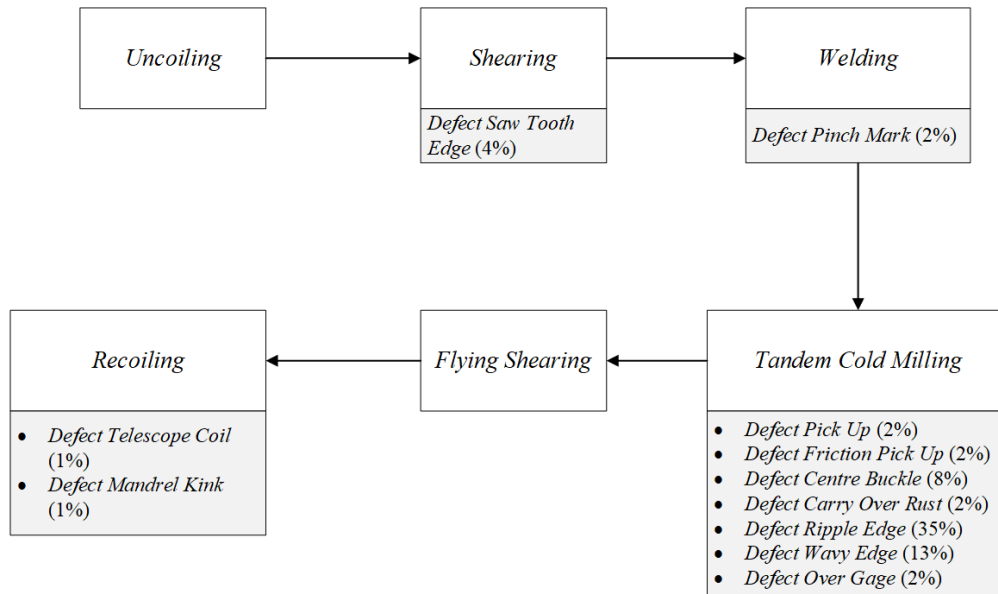 Uncoiling
Shearing
Defect Saw Tooth
Edge (4%)
Welding
Defect Pinch Mark (2%)
Tandem Cold Milling
• Defect Pick Up (2%)
• Defect Friction Pick Up (2%)
• Defect Centre Buckle (8%)
• Defect Carry Over Rust (2%)
• Defect Ripple Edge (35%)
• Defect Wavy Edge (13%)
• Defect Over Gage (2%)
Flying Shearing
Recoiling
• Defect Telescope Coil
(1%)
• Defect Mandrel Kink
(1%)